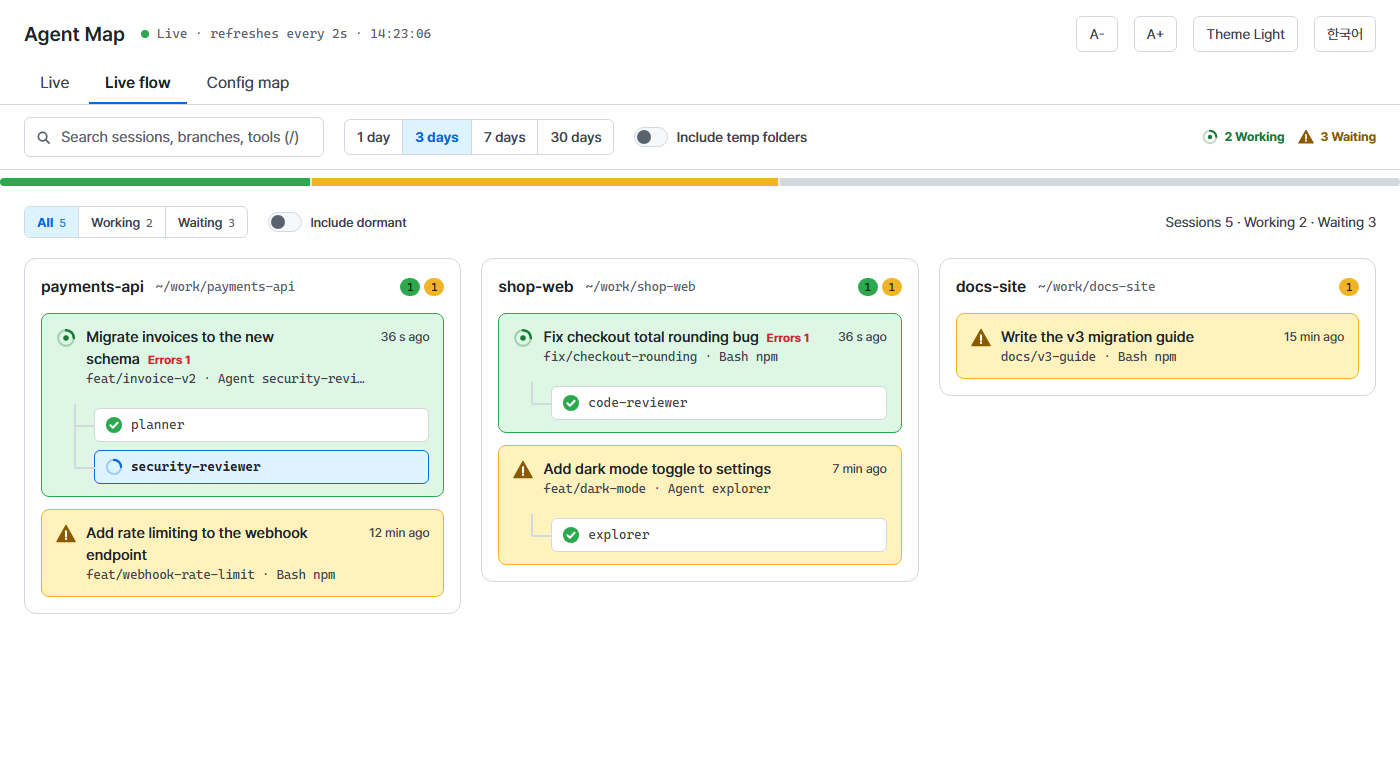 Agent Map Live · refreshes every 2s · 14:23:06 A- A+ Theme Light 한국어
Live Live flow Config map
Search sessions, branches, tools (/) 1 day 3 days 7 days 30 days Include temp folders 2 Working 3 Waiting
All 5 Working 2 Waiting 3 Include dormant Sessions 5 · Working 2 · Waiting 3
payments-api ~/work/payments-api 1 1
Migrate invoices to the new 36 s ago
schema Errors 1
feat/invoice-v2 · Agent security-revi…
planner
security-reviewer
Add rate limiting to the webhook 12 min ago
endpoint
feat/webhook-rate-limit · Bash npm
shop-web ~/work/shop-web 1 1
Fix checkout total rounding bug Errors 1 36 s ago
fix/checkout-rounding · Bash npm
code-reviewer
Add dark mode toggle to settings 7 min ago
feat/dark-mode · Agent explorer
explorer
docs-site ~/work/docs-site 1
Write the v3 migration guide 15 min ago
docs/v3-guide · Bash npm